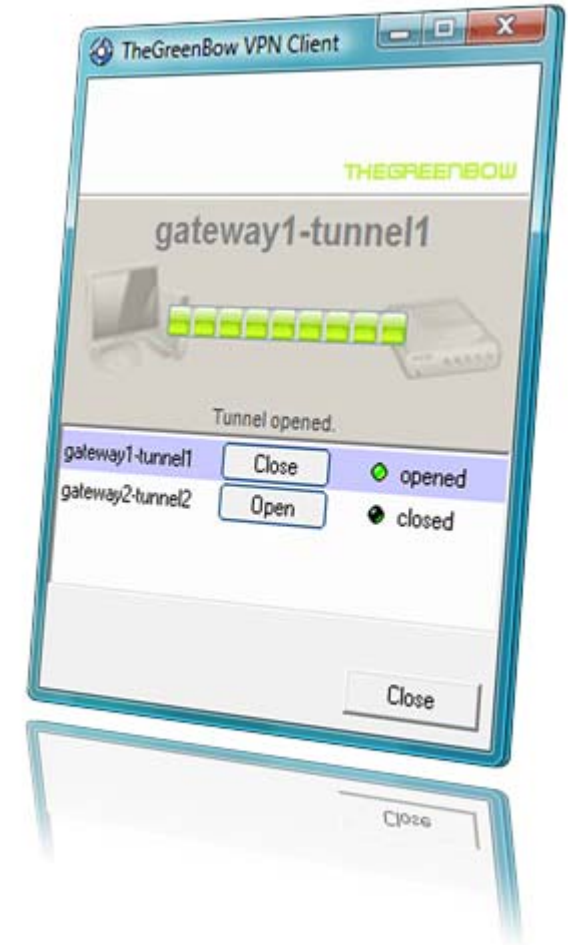 TheGreenBow VPN Client
THEGREENBOW
gateway1-tunnel1
Tunnel opened.
gateway1-tunnel1 Close opened
gateway2-tunnel2 Open closed
Close
Close